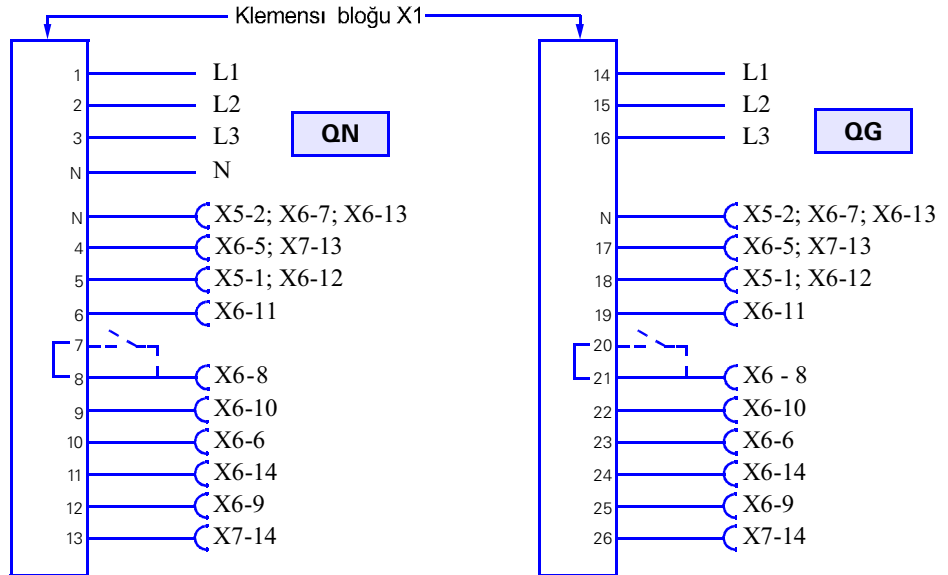 Klemensı bloğu X1
1 L1
2 L2
3 L3
N N
QN
N X5-2; X6-7; X6-13
4 X6-5; X7-13
5 X5-1; X6-12
6 X6-11
7
8 X6-8
9 X6-10
10 X6-6
11 X6-14
12 X6-9
13 X7-14
14 L1
15 L2
16 L3
QG
N X5-2; X6-7; X6-13
17 X6-5; X7-13
18 X5-1; X6-12
19 X6-11
20
21 X6 - 8
22 X6-10
23 X6-6
24 X6-14
25 X6-9
26 X7-14